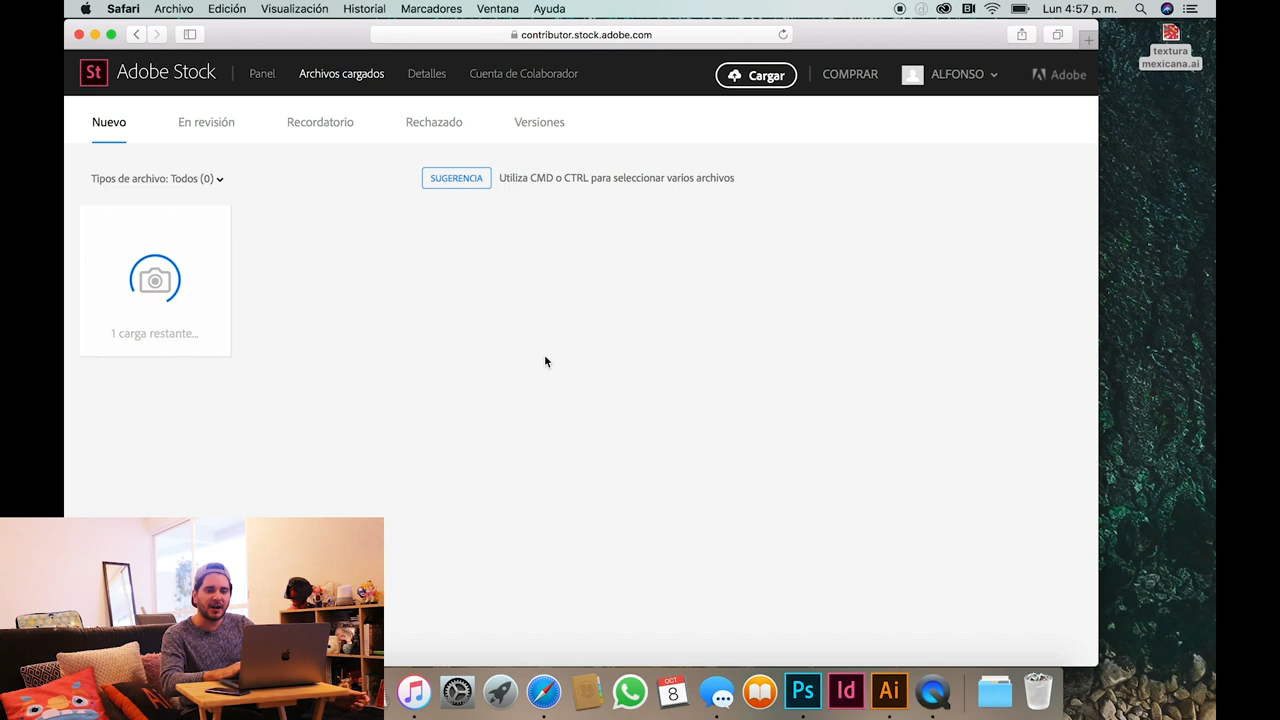 Safari Archivo Edición Visualización Historial Marcadores Ventana Ayuda
Lun 4:57 p. m.
contributor.stock.adobe.com
textura
mexicana.ai
St Adobe Stock Panel Archivos cargados Detalles Cuenta de Colaborador Cargar COMPRAR ALFONSO Adobe
Nuevo En revisión Recordatorio Rechazado Versiones
Tipos de archivo: Todos (0)
SUGERENCIA Utiliza CMD o CTRL para seleccionar varios archivos
1 carga restante...
OCT
8
Ps
Id
Ai